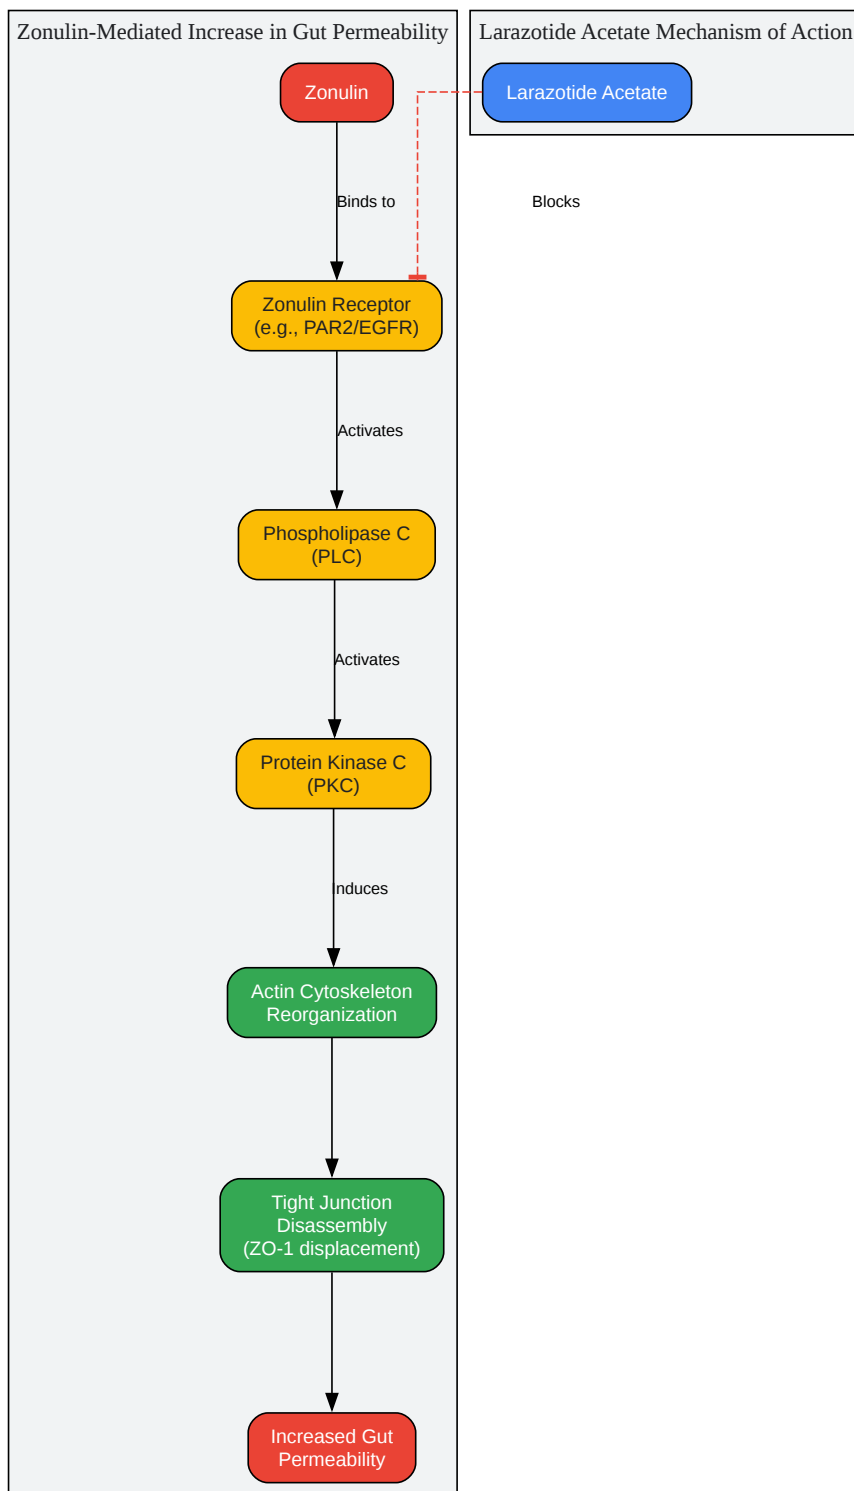 Zonulin-Mediated Increase in Gut Permeability
Larazotide Acetate Mechanism of Action
Zonulin
Larazotide Acetate
Binds to
Blocks
Zonulin Receptor
(e.g., PAR2/EGFR)
Activates
Phospholipase C
(PLC)
Activates
Protein Kinase C
(PKC)
Induces
Actin Cytoskeleton
Reorganization
Tight Junction
Disassembly
(ZO-1 displacement)
Increased Gut
Permeability